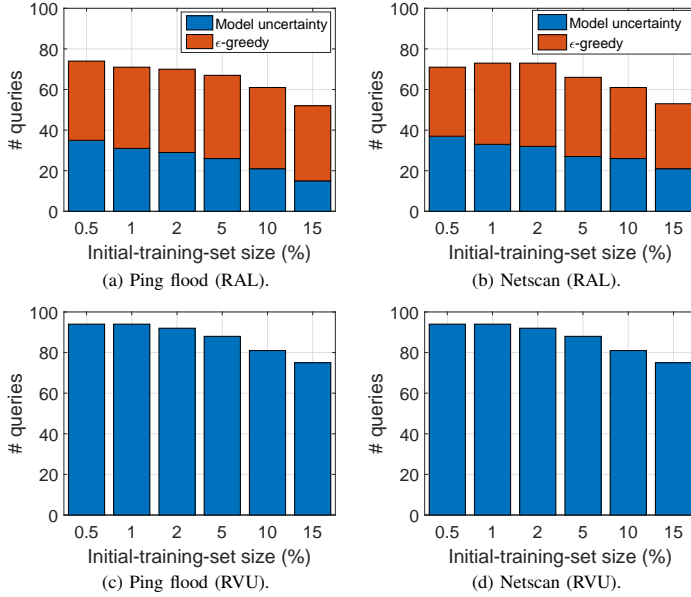 100
80
60
40
20
0
# queries
Model uncertainty
ϵ-greedy
0.5 1 2 5 10 15
Initial-training-set size (%)
(a) Ping flood (RAL).
100
80
60
40
20
0
# queries
Model uncertainty
ϵ-greedy
0.5 1 2 5 10 15
Initial-training-set size (%)
(b) Netscan (RAL).
100
80
60
40
20
0
# queries
0.5 1 2 5 10 15
Initial-training-set size (%)
(c) Ping flood (RVU).
100
80
60
40
20
0
# queries
0.5 1 2 5 10 15
Initial-training-set size (%)
(d) Netscan (RVU).